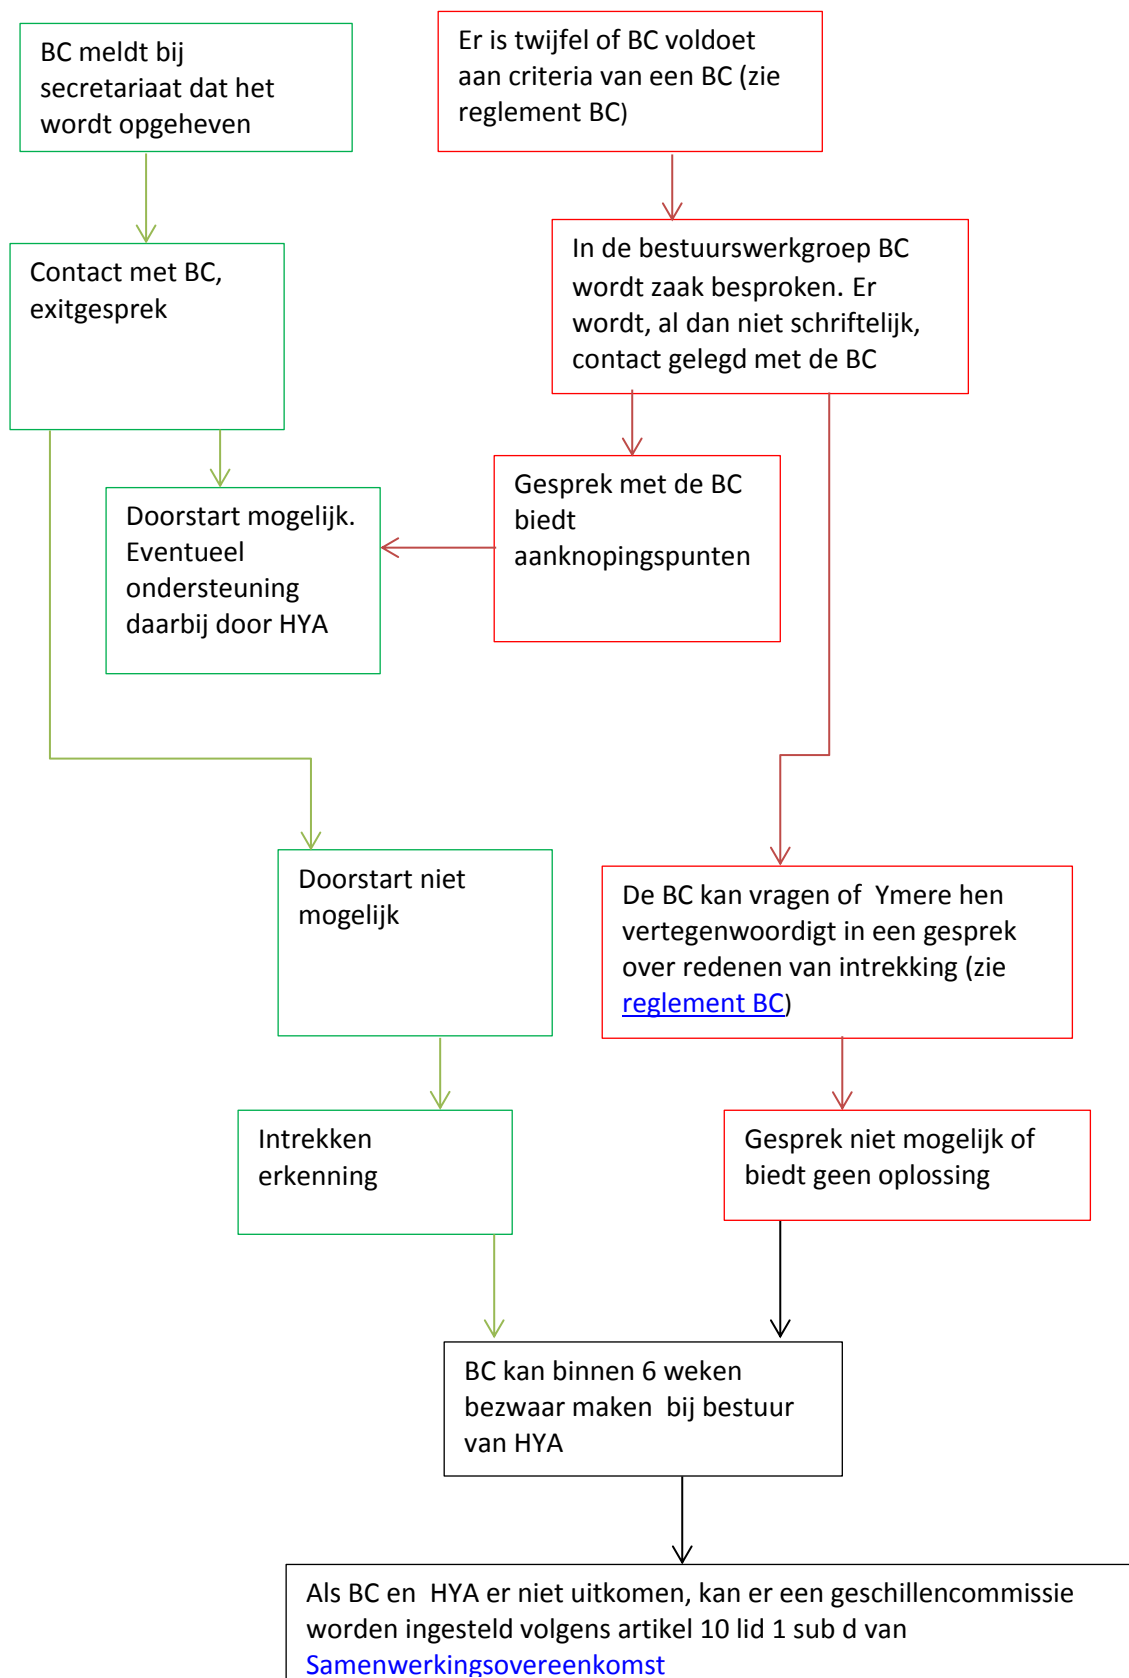 BC meldt bij
secretariaat dat het
wordt opgeheven
Er is twijfel of BC voldoet
aan criteria van een BC (zie
reglement BC)
Contact met BC,
exitgesprek
In de bestuurswerkgroep BC
wordt zaak besproken. Er
wordt, al dan niet schriftelijk,
contact gelegd met de BC
Doorstart mogelijk.
Eventueel
ondersteuning
daarbij door HYA
Gesprek met de BC
biedt
aanknopingspunten
Doorstart niet
mogelijk
De BC kan vragen of  Ymere hen
vertegenwoordigt in een gesprek
over redenen van intrekking (zie
reglement BC)
Intrekken
erkenning
Gesprek niet mogelijk of
biedt geen oplossing
BC kan binnen 6 weken
bezwaar maken  bij bestuur
van HYA
Als BC en  HYA er niet uitkomen, kan er een geschillencommissie
worden ingesteld volgens artikel 10 lid 1 sub d van
Samenwerkingsovereenkomst